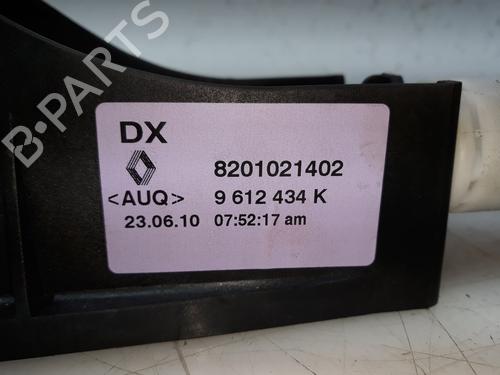 B-PARTS
DX
8201021402
<AUQ> 9 612 434 K
23.06.10 07:52:17 am